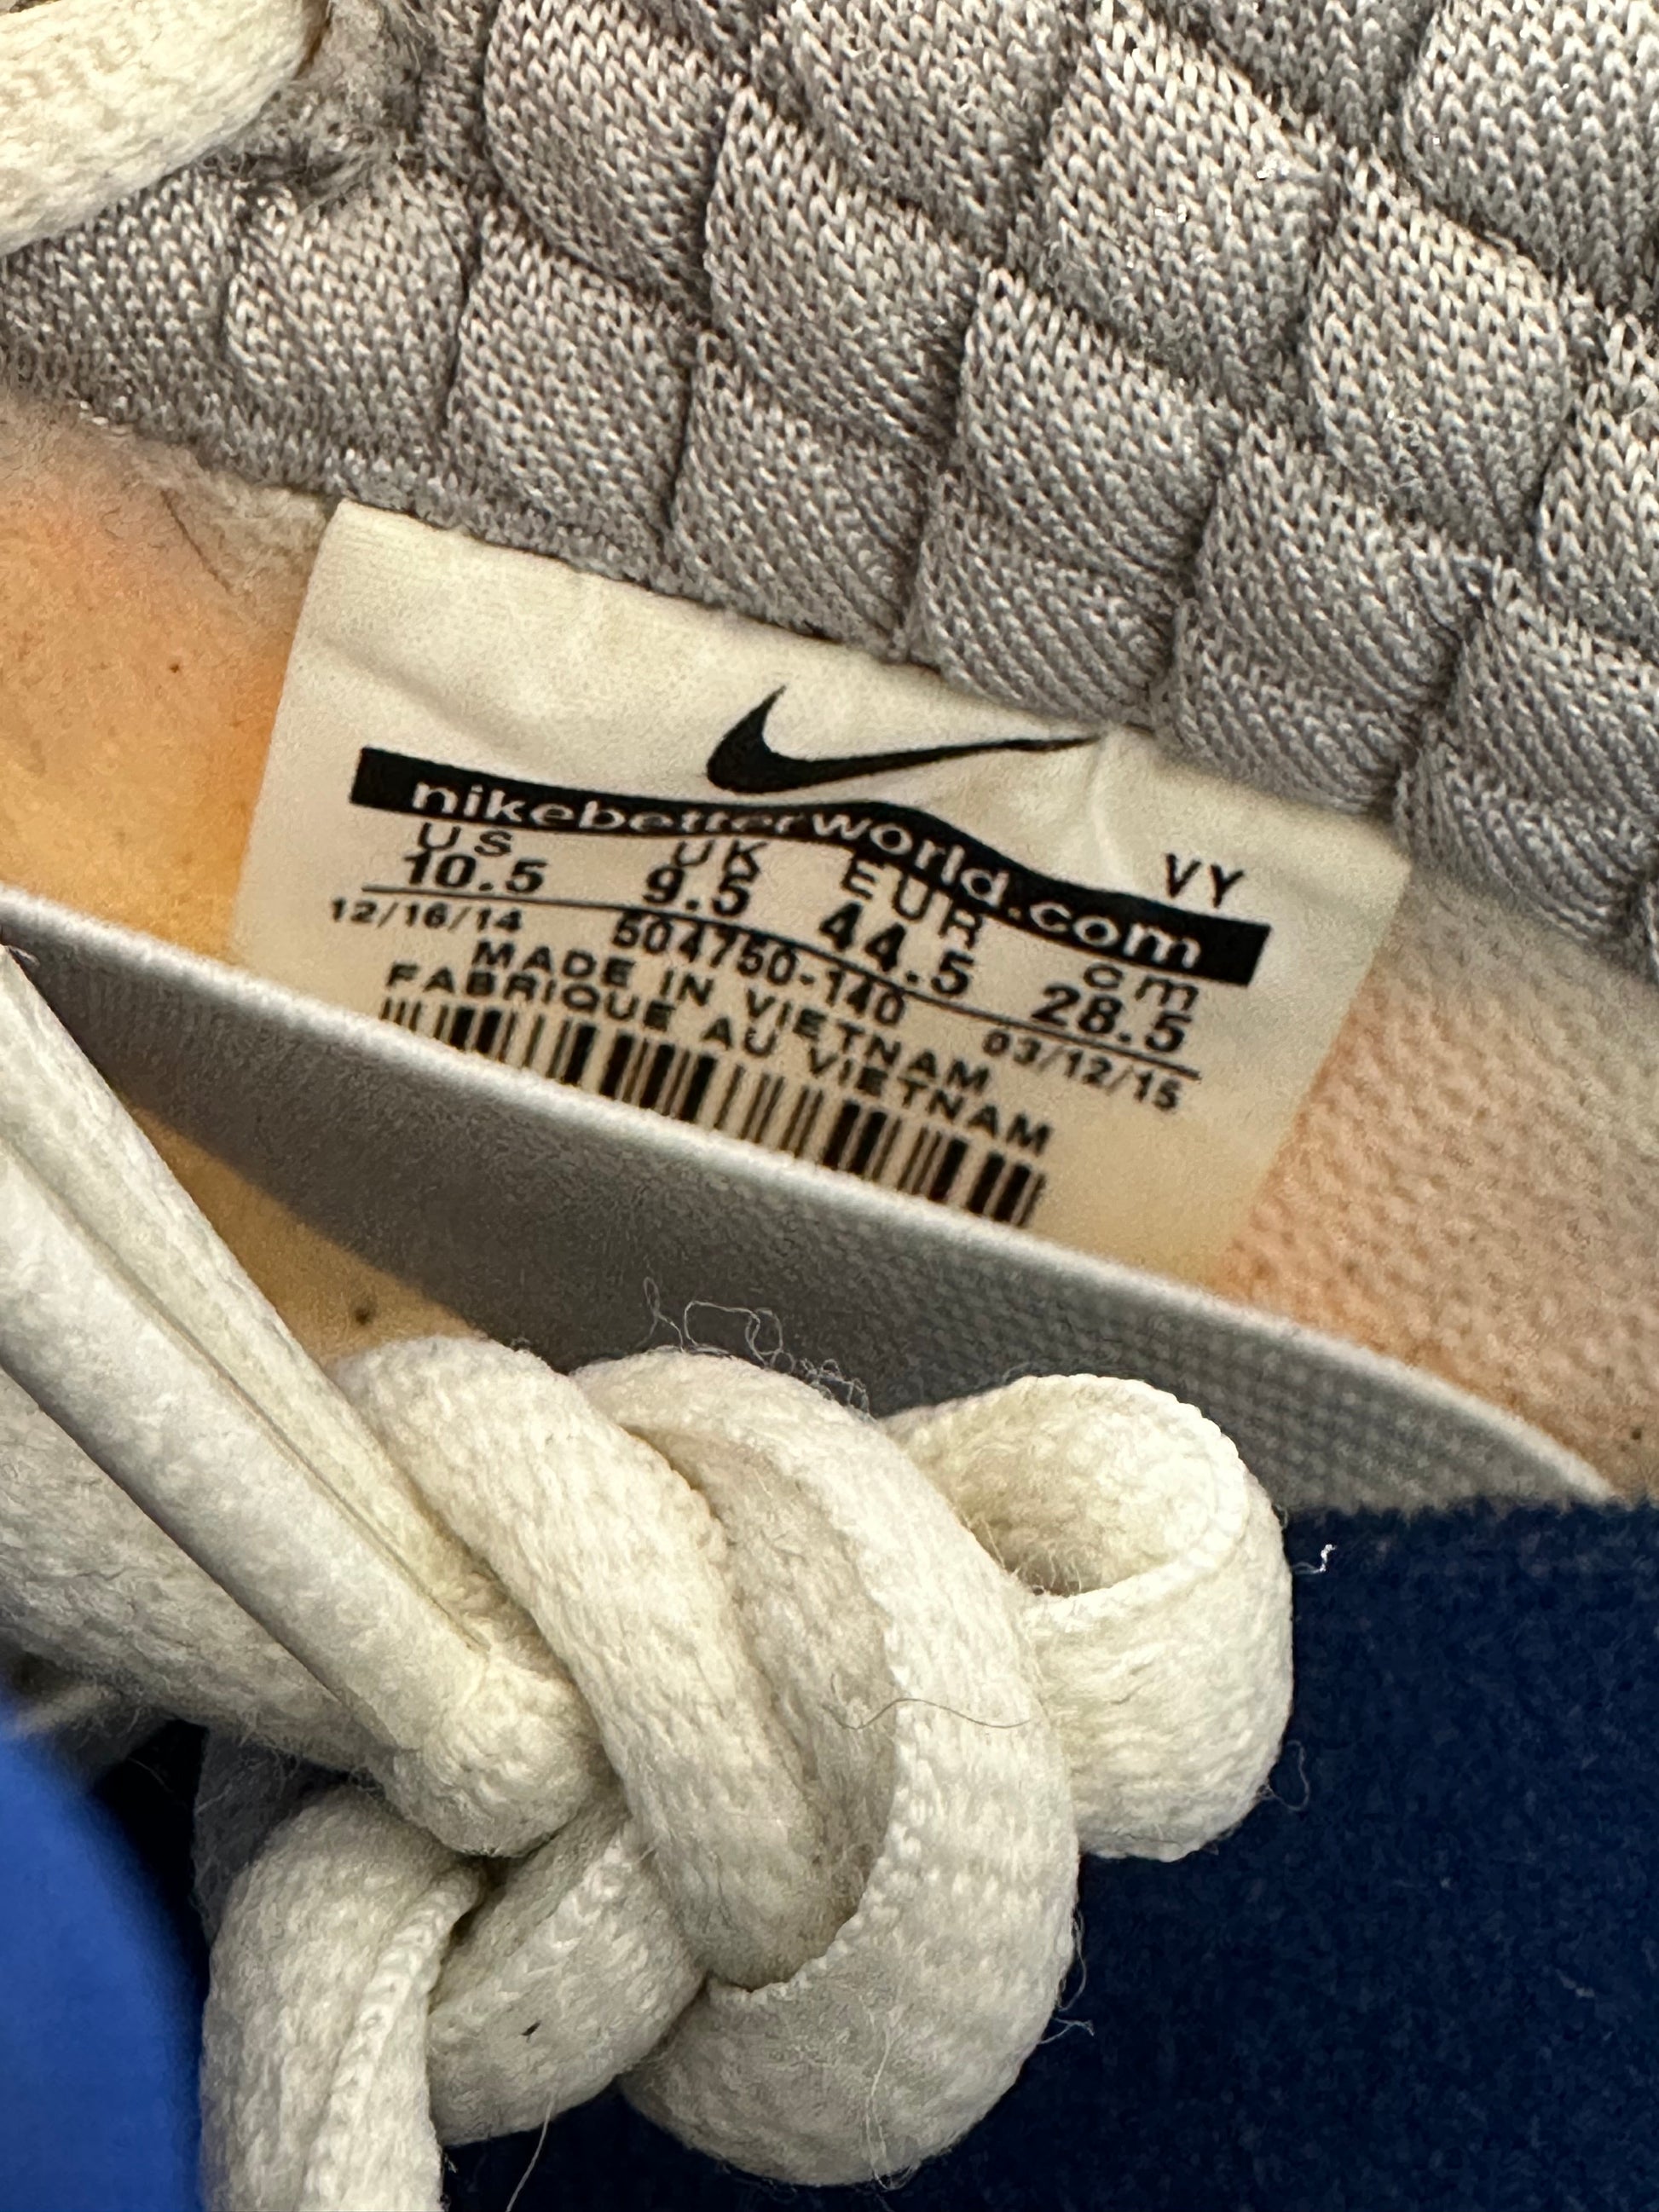 VY
nikebetterworld.com
US UK EUR cm
10.5 9.5 44.5 28.5
12/16/14 504750-140 03/12/15
MADE IN VIETNAM
FABRIQUE AU VIETNAM